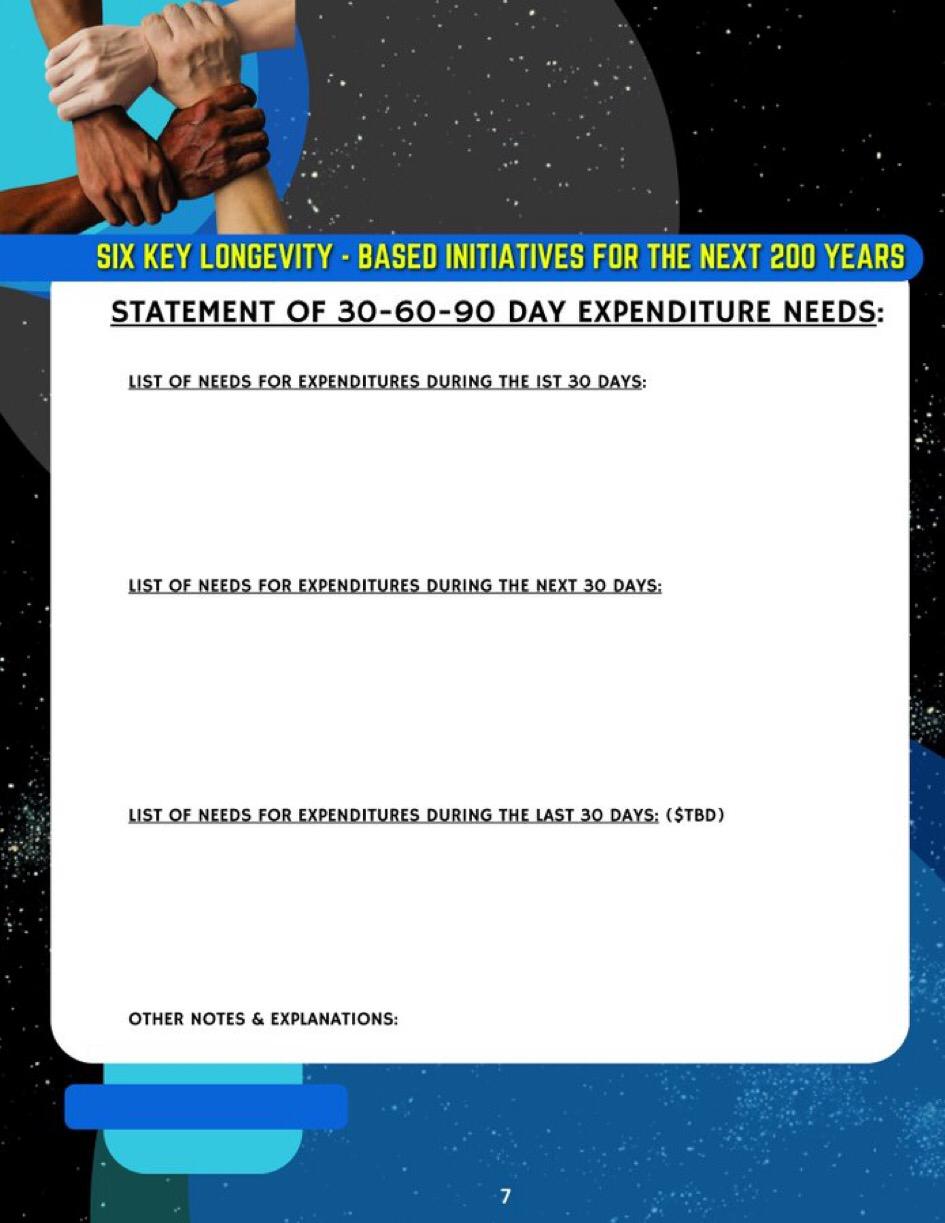 SIX KEY LONGEVITY - BASED INITIATIVES FOR THE NEXT 200 YEARS
STATEMENT OF 30-60-90 DAY EXPENDITURE NEEDS:
LIST OF NEEDS FOR EXPENDITURES DURING THE IST 30 DAYS:
LIST OF NEEDS FOR EXPENDITURES DURING THE NEXT 30 DAYS:
LIST OF NEEDS FOR EXPENDITURES DURING THE LAST 30 DAYS: ($TBD)
OTHER NOTES & EXPLANATIONS:
7